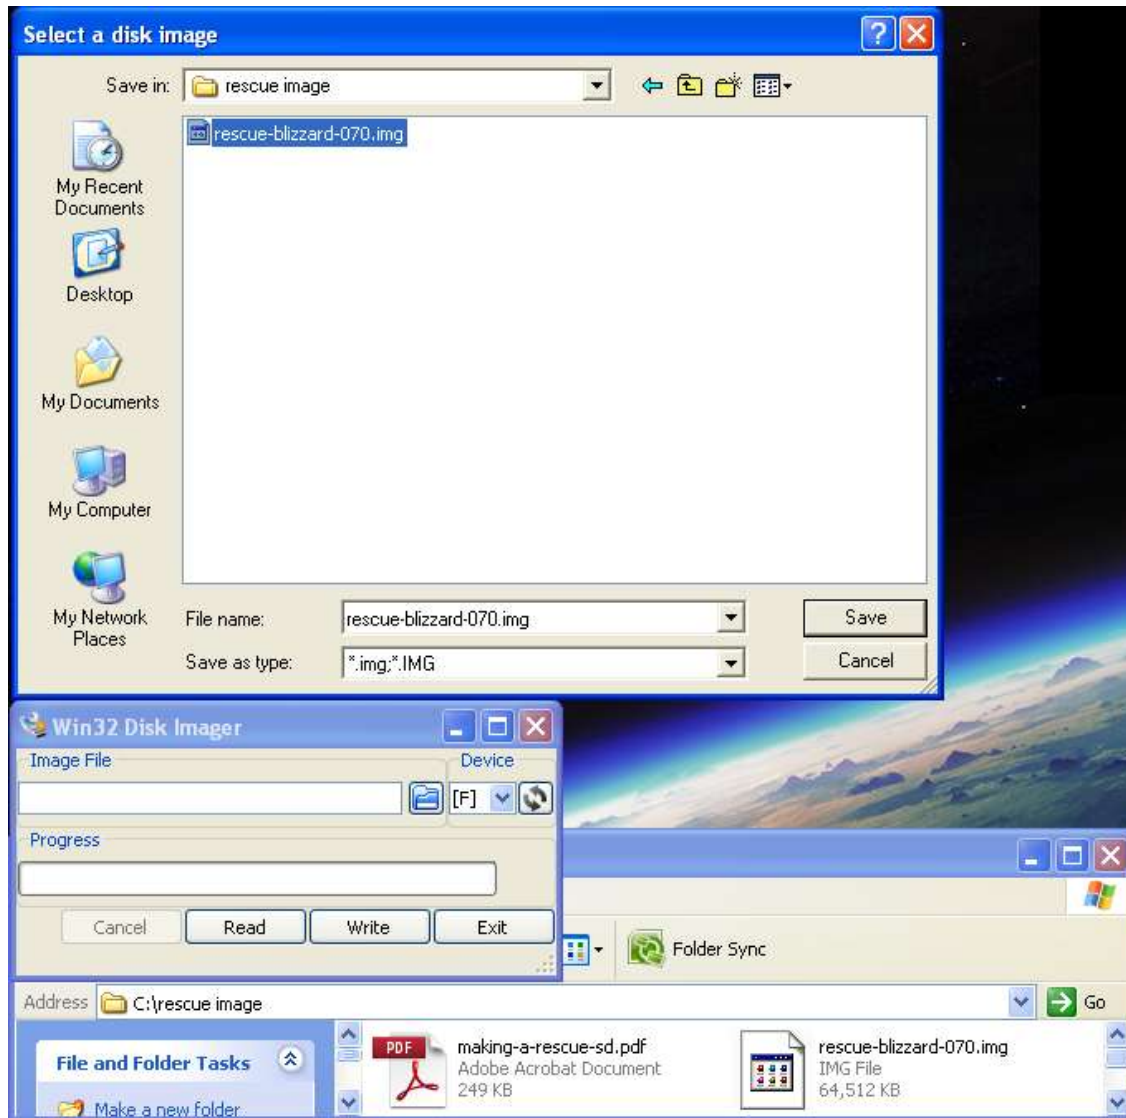 Select a disk image
Save in:
rescue image
rescue-blizzard-070.img
My Recent
Documents
Desktop
My Documents
My Computer
My Network
Places
File name:
rescue-blizzard-070.img
Save
Save as type:
*.img;*.IMG
Cancel
Win32 Disk Imager
Image File
Device
[F]
Progress
Cancel
Read
Write
Exit
Folder Sync
Address
C:\rescue image
Go
File and Folder Tasks
Make a new folder
PDF
making-a-rescue-sd.pdf
Adobe Acrobat Document
249 KB
rescue-blizzard-070.img
IMG File
64,512 KB